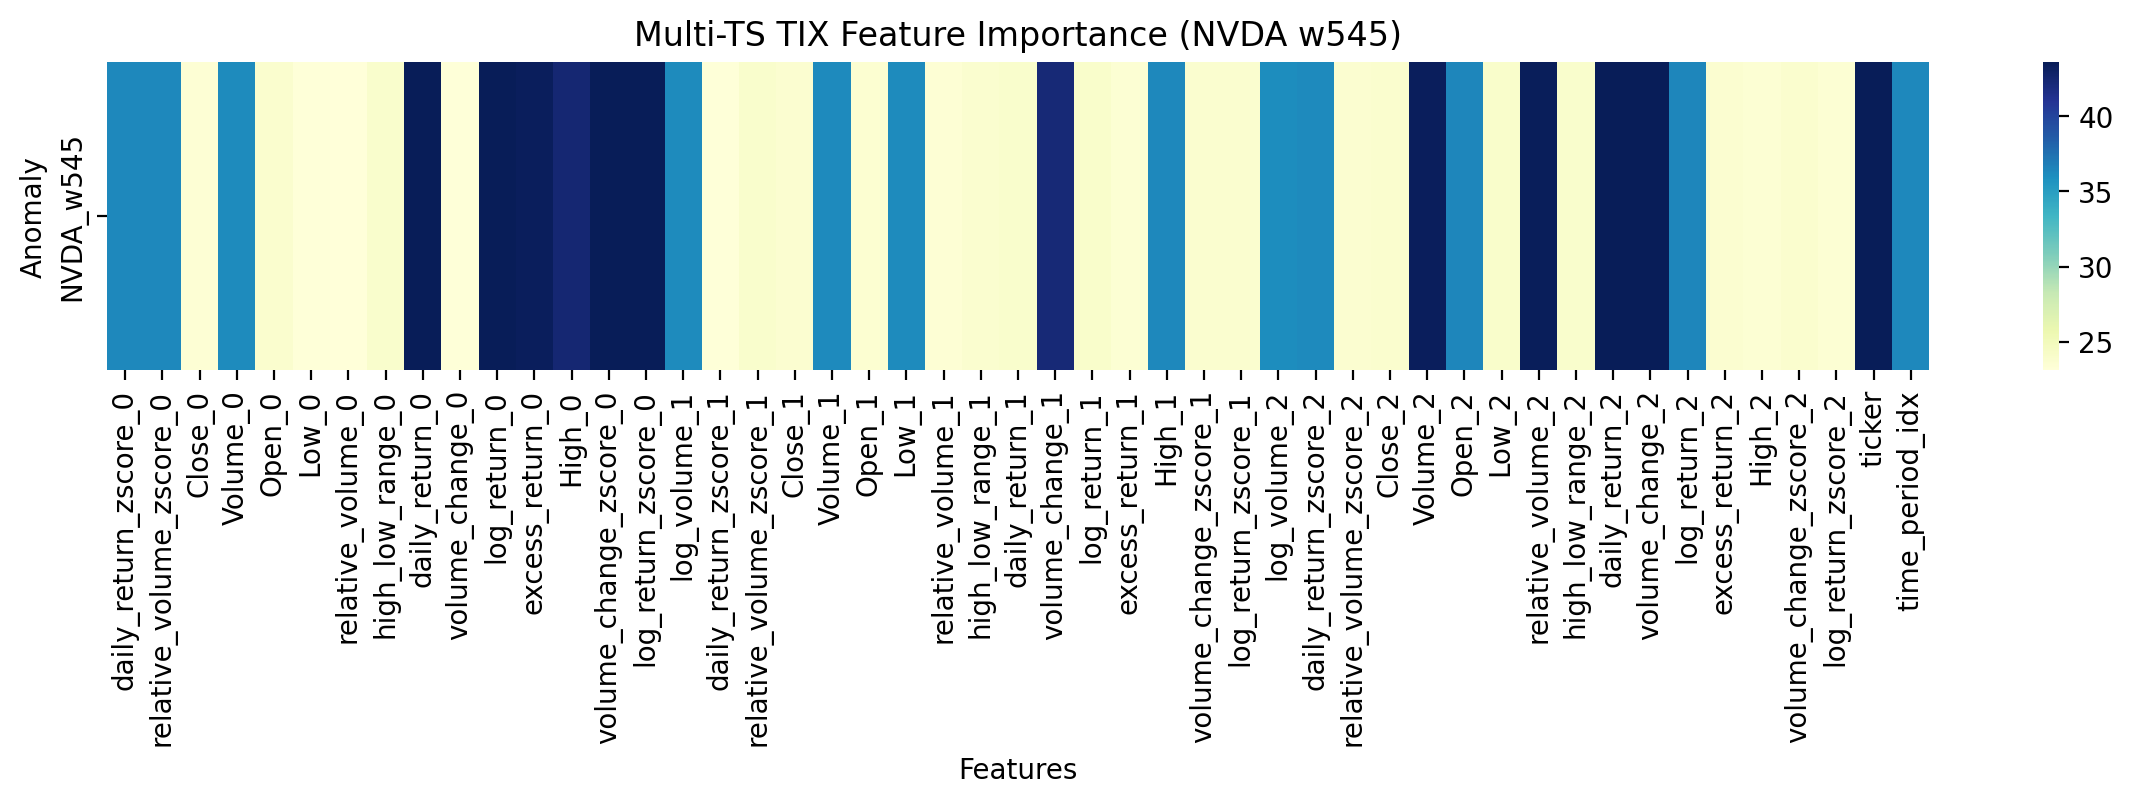 Multi-TS TIX Feature Importance (NVDA w545)
Anomaly
NVDA_w545
40
35
30
25
daily_return_zscore_0
relative_volume_zscore_0
Close_0
Volume_0
Open_0
Low_0
relative_volume_0
high_low_range_0
daily_return_0
volume_change_0
log_return_0
excess_return_0
High_0
volume_change_zscore_0
log_return_zscore_0
log_volume_1
daily_return_zscore_1
relative_volume_zscore_1
Close_1
Volume_1
Open_1
Low_1
relative_volume_1
high_low_range_1
daily_return_1
volume_change_1
log_return_1
excess_return_1
High_1
volume_change_zscore_1
log_return_zscore_1
log_volume_2
daily_return_zscore_2
relative_volume_zscore_2
Close_2
Volume_2
Open_2
Low_2
relative_volume_2
high_low_range_2
daily_return_2
volume_change_2
log_return_2
excess_return_2
High_2
volume_change_zscore_2
log_return_zscore_2
ticker
time_period_idx
Features